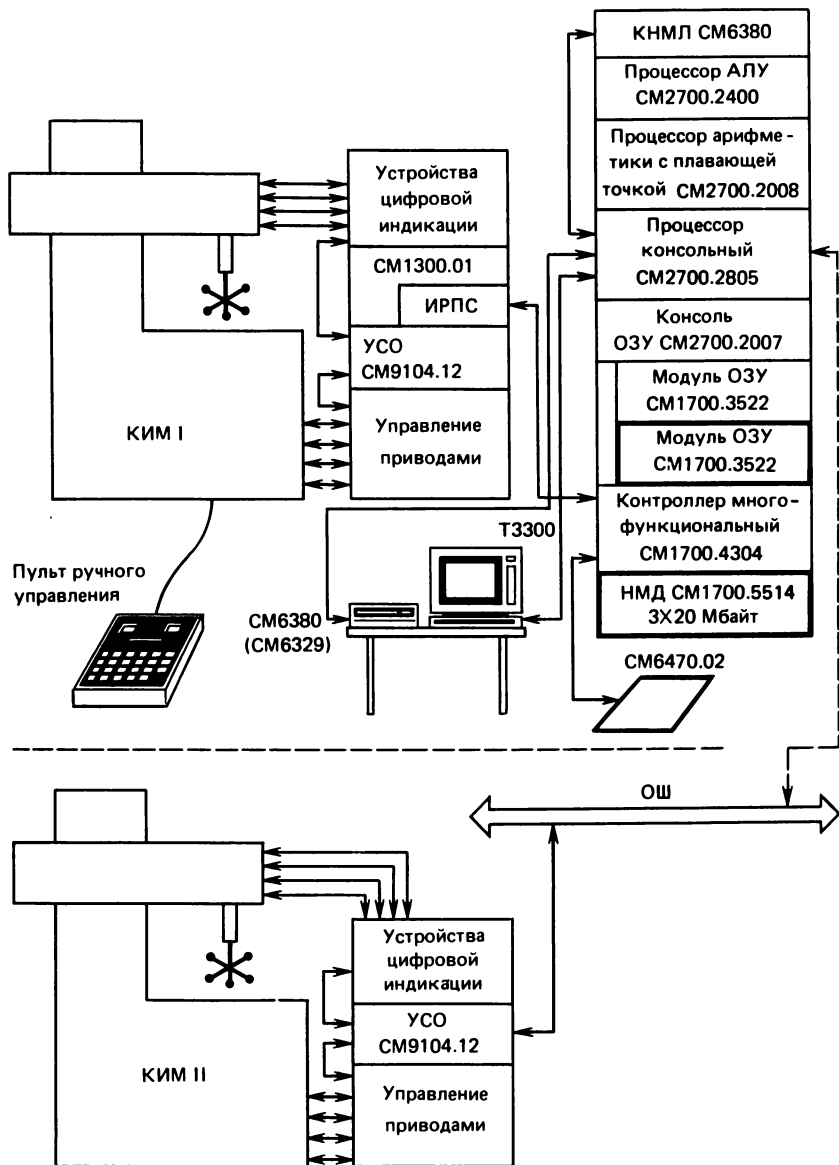 КНМЛ СМ6380
Процессор АЛУ
СМ2700.2400
Процессор арифме-
тики с плавающей
точкой СМ2700.2008
Процессор
консольный
СМ2700.2805
Консоль
ОЗУ СМ2700.2007
Модуль ОЗУ
СМ1700.3522
Модуль ОЗУ
СМ1700.3522
Контроллер много-
функциональный
СМ1700.4304
НМД СМ1700.5514
3Х20 Мбайт
Устройства
цифровой
индикации
СМ1300.01
ИРПС
УСО
СМ9104.12
Управление
приводами
КИМ I
Пульт ручного
управления
Т3300
СМ6380
(СМ6329)
СМ6470.02
ОШ
Устройства
цифровой
индикации
УСО
СМ9104.12
Управление
приводами
КИМ II